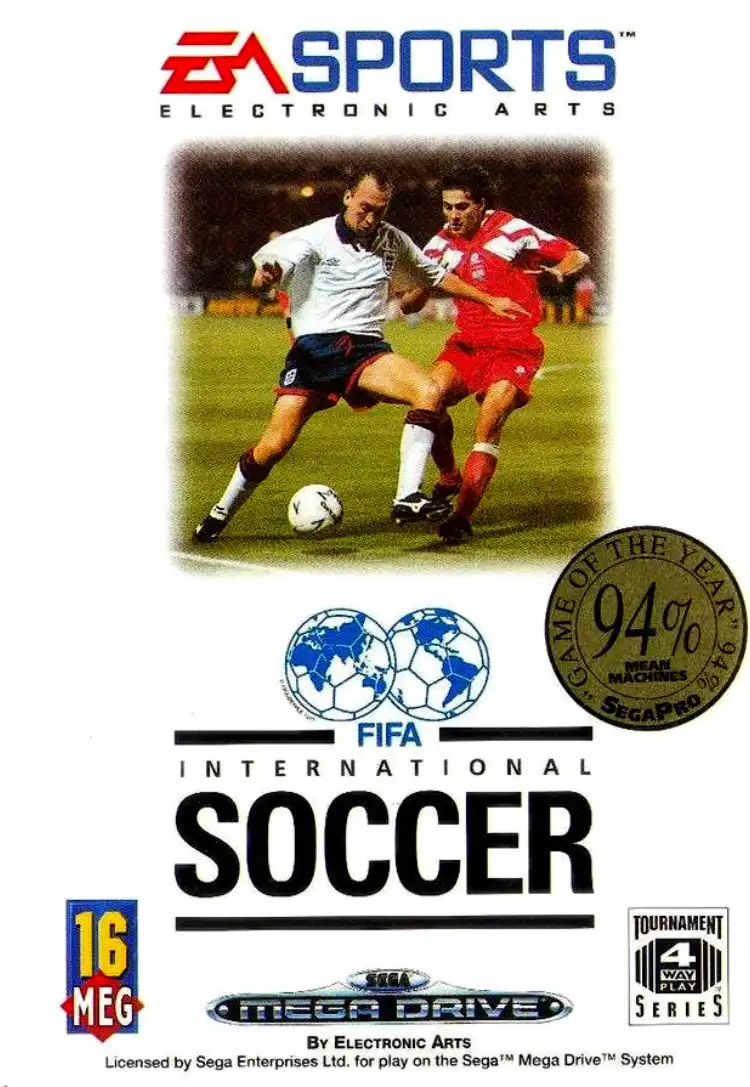 EA SPORTS™
ELECTRONIC ARTS
"GAME OF THE YEAR" 94%
94%
MEAN
MACHINES
SEGAPRO
FIFA
INTERNATIONAL
SOCCER
16
MEG
TOURNAMENT
4
WAY
PLAY
SERIES
SEGA
MEGA DRIVE
BY ELECTRONIC ARTS
Licensed by Sega Enterprises Ltd. for play on the Sega™ Mega Drive™ System